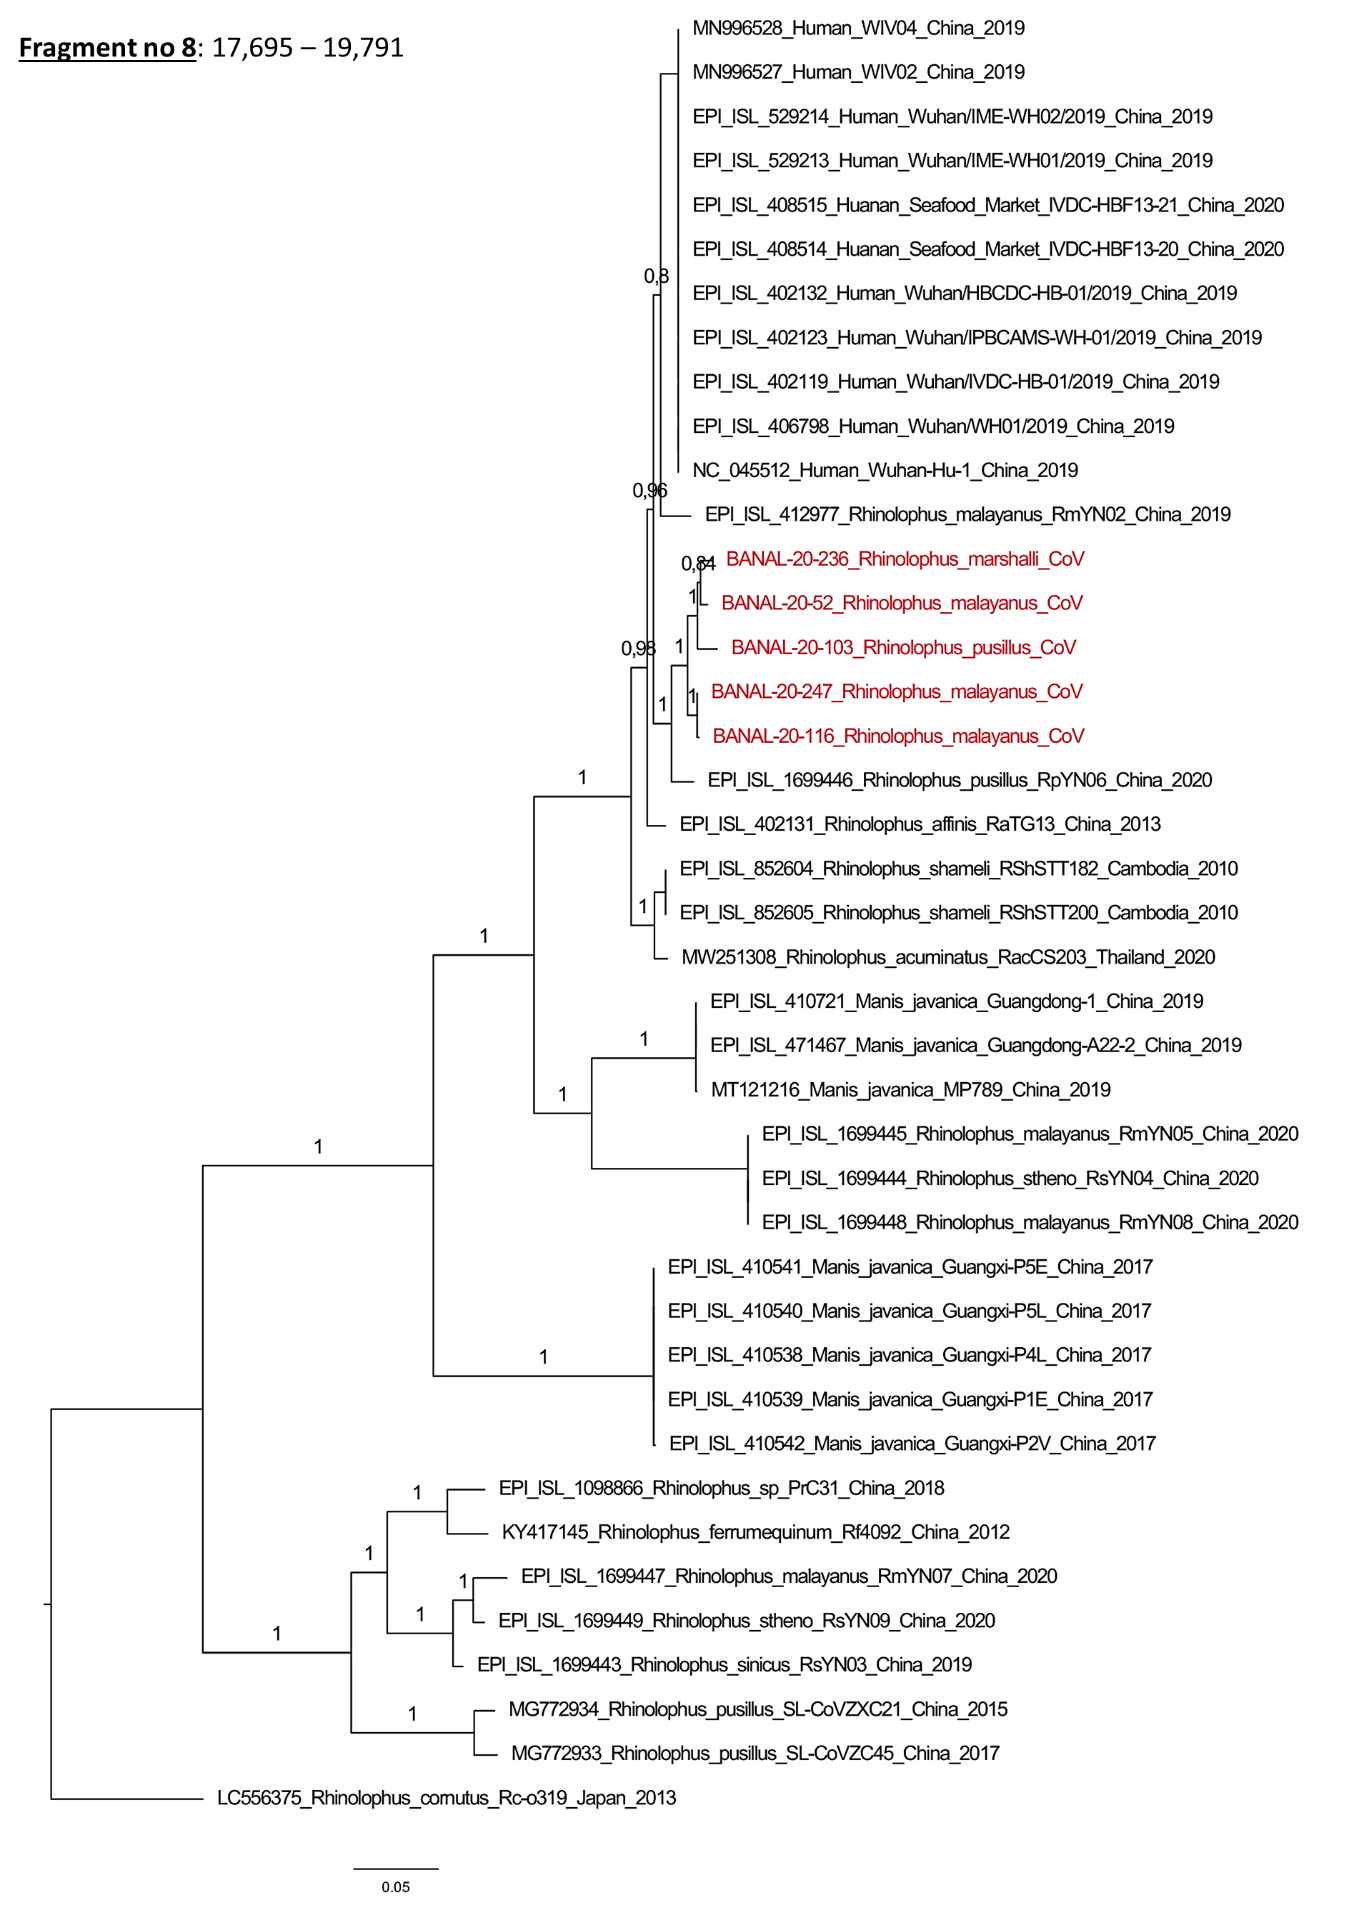 Fragment no 8: 17,695 – 19,791
MN996528_Human_WIV04_China_2019
MN996527_Human_WIV02_China_2019
EPI_ISL_529214_Human_Wuhan/IME-WH02/2019_China_2019
EPI_ISL_529213_Human_Wuhan/IME-WH01/2019_China_2019
EPI_ISL_408515_Huanan_Seafood_Market_IVDC-HBF13-21_China_2020
EPI_ISL_408514_Huanan_Seafood_Market_IVDC-HBF13-20_China_2020
0,8
EPI_ISL_402132_Human_Wuhan/HBCDC-HB-01/2019_China_2019
EPI_ISL_402123_Human_Wuhan/IPBCAMS-WH-01/2019_China_2019
EPI_ISL_402119_Human_Wuhan/IVDC-HB-01/2019_China_2019
EPI_ISL_406798_Human_Wuhan/WH01/2019_China_2019
NC_045512_Human_Wuhan-Hu-1_China_2019
0,96
EPI_ISL_412977_Rhinolophus_malayanus_RmYN02_China_2019
0,84
BANAL-20-236_Rhinolophus_marshalli_CoV
1
BANAL-20-52_Rhinolophus_malayanus_CoV
0,98
1
BANAL-20-103_Rhinolophus_pusillus_CoV
1
BANAL-20-247_Rhinolophus_malayanus_CoV
1
BANAL-20-116_Rhinolophus_malayanus_CoV
1
EPI_ISL_1699446_Rhinolophus_pusillus_RpYN06_China_2020
EPI_ISL_402131_Rhinolophus_affinis_RaTG13_China_2013
EPI_ISL_852604_Rhinolophus_shameli_RShSTT182_Cambodia_2010
1
EPI_ISL_852605_Rhinolophus_shameli_RShSTT200_Cambodia_2010
1
MW251308_Rhinolophus_acuminatus_RacCS203_Thailand_2020
EPI_ISL_410721_Manis_javanica_Guangdong-1_China_2019
1
EPI_ISL_471467_Manis_javanica_Guangdong-A22-2_China_2019
1
MT121216_Manis_javanica_MP789_China_2019
1
EPI_ISL_1699445_Rhinolophus_malayanus_RmYN05_China_2020
EPI_ISL_1699444_Rhinolophus_stheno_RsYN04_China_2020
EPI_ISL_1699448_Rhinolophus_malayanus_RmYN08_China_2020
EPI_ISL_410541_Manis_javanica_Guangxi-P5E_China_2017
EPI_ISL_410540_Manis_javanica_Guangxi-P5L_China_2017
1
EPI_ISL_410538_Manis_javanica_Guangxi-P4L_China_2017
EPI_ISL_410539_Manis_javanica_Guangxi-P1E_China_2017
EPI_ISL_410542_Manis_javanica_Guangxi-P2V_China_2017
1
EPI_ISL_1098866_Rhinolophus_sp_PrC31_China_2018
KY417145_Rhinolophus_ferrumequinum_Rf4092_China_2012
1
1
EPI_ISL_1699447_Rhinolophus_malayanus_RmYN07_China_2020
1
EPI_ISL_1699449_Rhinolophus_stheno_RsYN09_China_2020
1
EPI_ISL_1699443_Rhinolophus_sinicus_RsYN03_China_2019
1
MG772934_Rhinolophus_pusillus_SL-CoVZXC21_China_2015
MG772933_Rhinolophus_pusillus_SL-CoVZC45_China_2017
LC556375_Rhinolophus_cornutus_Rc-o319_Japan_2013
0.05